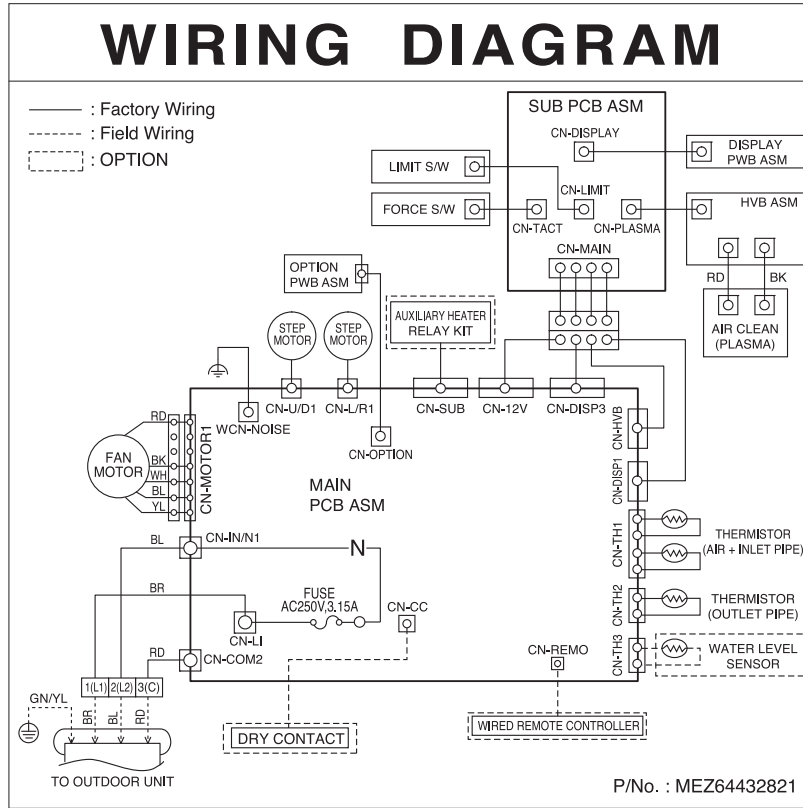 WIRING DIAGRAM
: Factory Wiring
: Field Wiring
: OPTION
SUB PCB ASM
CN-DISPLAY
DISPLAY
PWB ASM
LIMIT S/W
CN-LIMIT
FORCE S/W
CN-TACT
CN-PLASMA
HVB ASM
CN-MAIN
RD
BK
AIR CLEAN
(PLASMA)
OPTION
PWB ASM
AUXILIARY HEATER
RELAY KIT
STEP
MOTOR
STEP
MOTOR
CN-U/D1
CN-L/R1
CN-SUB
CN-12V
CN-DISP3
WCN-NOISE
CN-OPTION
CN-HVB
CN-DISP1
RD
BK
WH
BL
YL
FAN
MOTOR
CN-MOTOR1
MAIN
PCB ASM
CN-TH1
THERMISTOR
(AIR + INLET PIPE)
BL
CN-IN/N1
N
BR
FUSE
AC250V,3.15A
CN-LI
CN-CC
CN-TH2
THERMISTOR
(OUTLET PIPE)
RD
CN-COM2
CN-REMO
CN-TH3
WATER LEVEL
SENSOR
1(L1)
2(L2)
3(C)
GN/YL
BR
BL
RD
DRY CONTACT
WIRED REMOTE CONTROLLER
TO OUTDOOR UNIT
P/No. : MEZ64432821